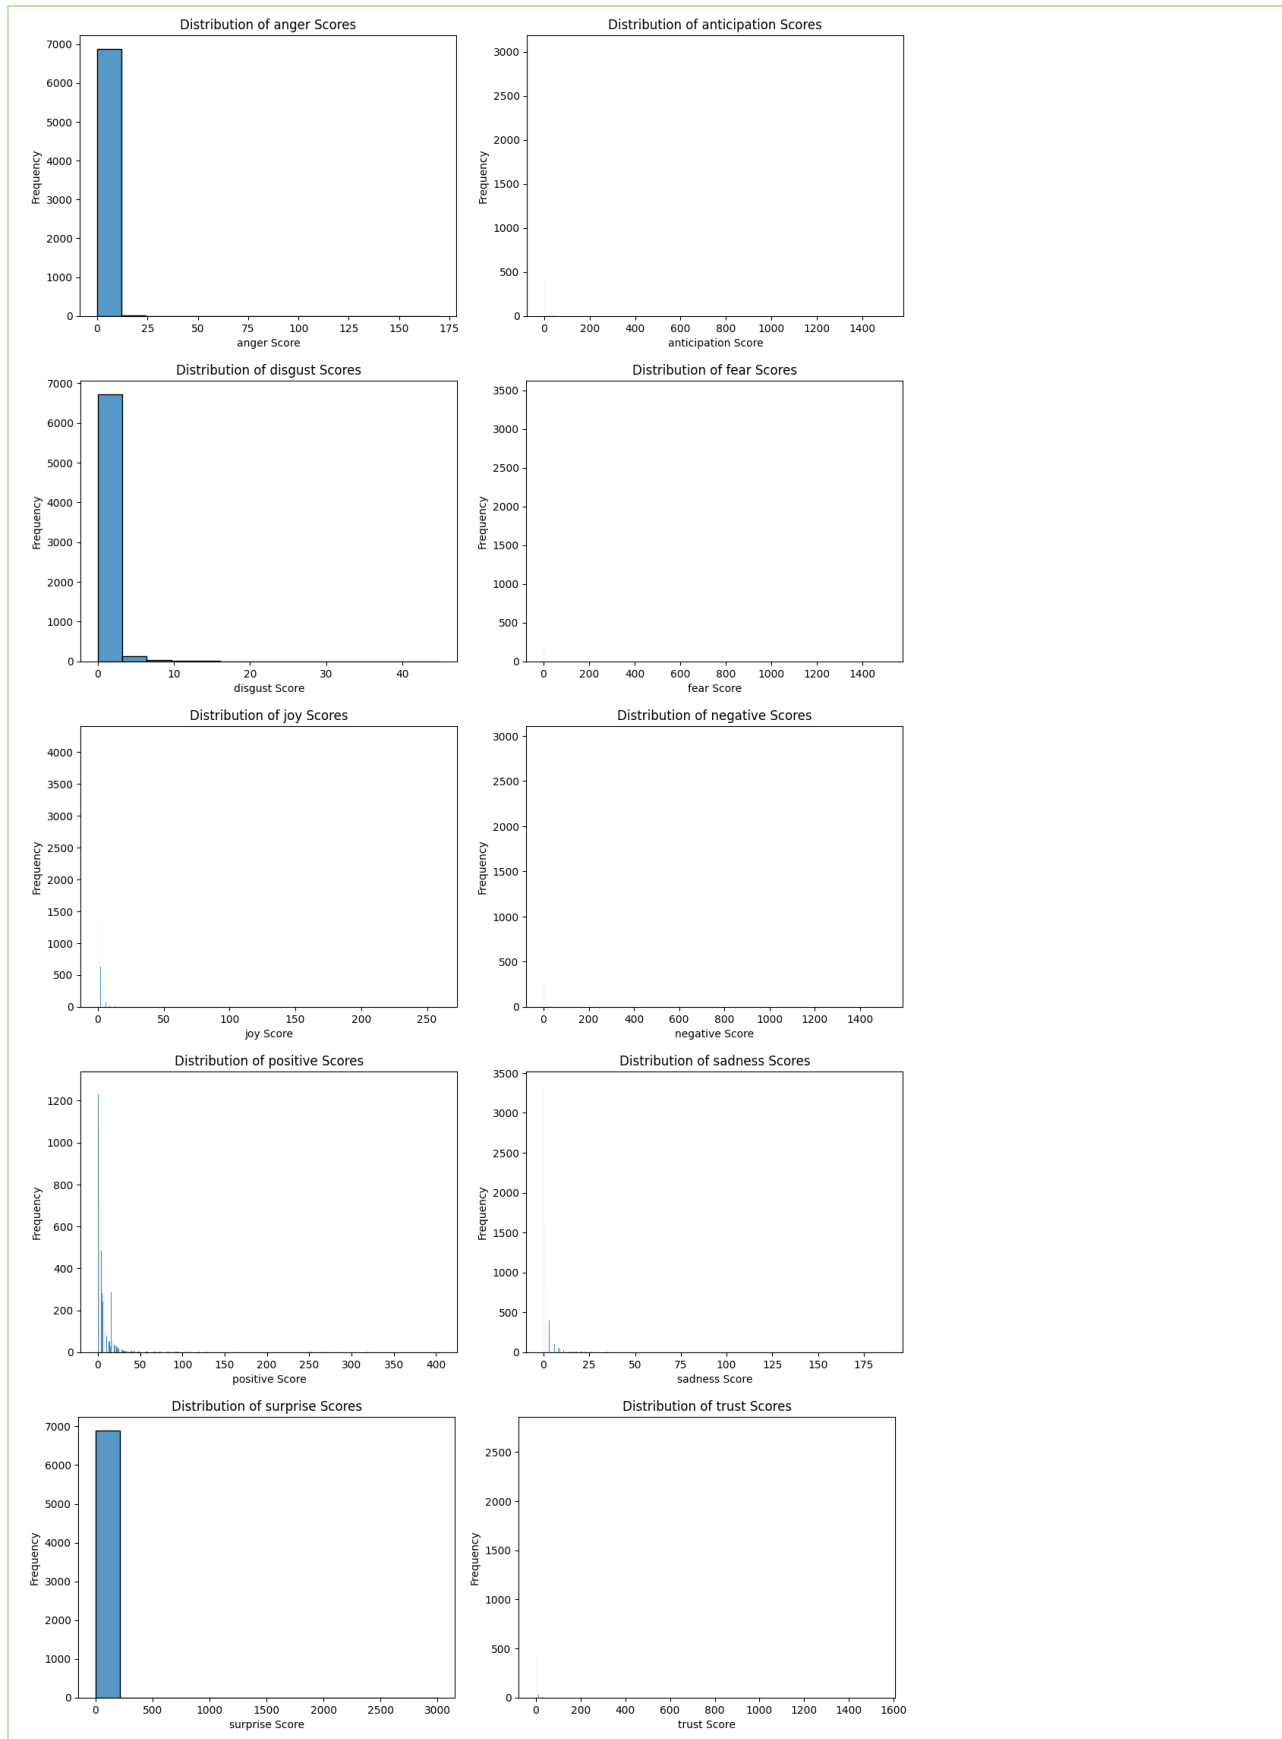 Distribution of anger Scores
7000
6000
5000
4000
3000
2000
1000
0
Frequency
0 25 50 75 100 125 150 175
anger Score
Distribution of anticipation Scores
3000
2500
2000
1500
1000
500
0
Frequency
0 200 400 600 800 1000 1200 1400
anticipation Score
Distribution of disgust Scores
7000
6000
5000
4000
3000
2000
1000
0
Frequency
0 10 20 30 40
disgust Score
Distribution of fear Scores
3500
3000
2500
2000
1500
1000
500
0
Frequency
0 200 400 600 800 1000 1200 1400
fear Score
Distribution of joy Scores
4000
3500
3000
2500
2000
1500
1000
500
0
Frequency
0 50 100 150 200 250
joy Score
Distribution of negative Scores
3000
2500
2000
1500
1000
500
0
Frequency
0 200 400 600 800 1000 1200 1400
negative Score
Distribution of positive Scores
1200
1000
800
600
400
200
0
Frequency
0 50 100 150 200 250 300 350 400
positive Score
Distribution of sadness Scores
3500
3000
2500
2000
1500
1000
500
0
Frequency
0 25 50 75 100 125 150 175
sadness Score
Distribution of surprise Scores
7000
6000
5000
4000
3000
2000
1000
0
Frequency
0 500 1000 1500 2000 2500 3000
surprise Score
Distribution of trust Scores
2500
2000
1500
1000
500
0
Frequency
0 200 400 600 800 1000 1200 1400 1600
trust Score